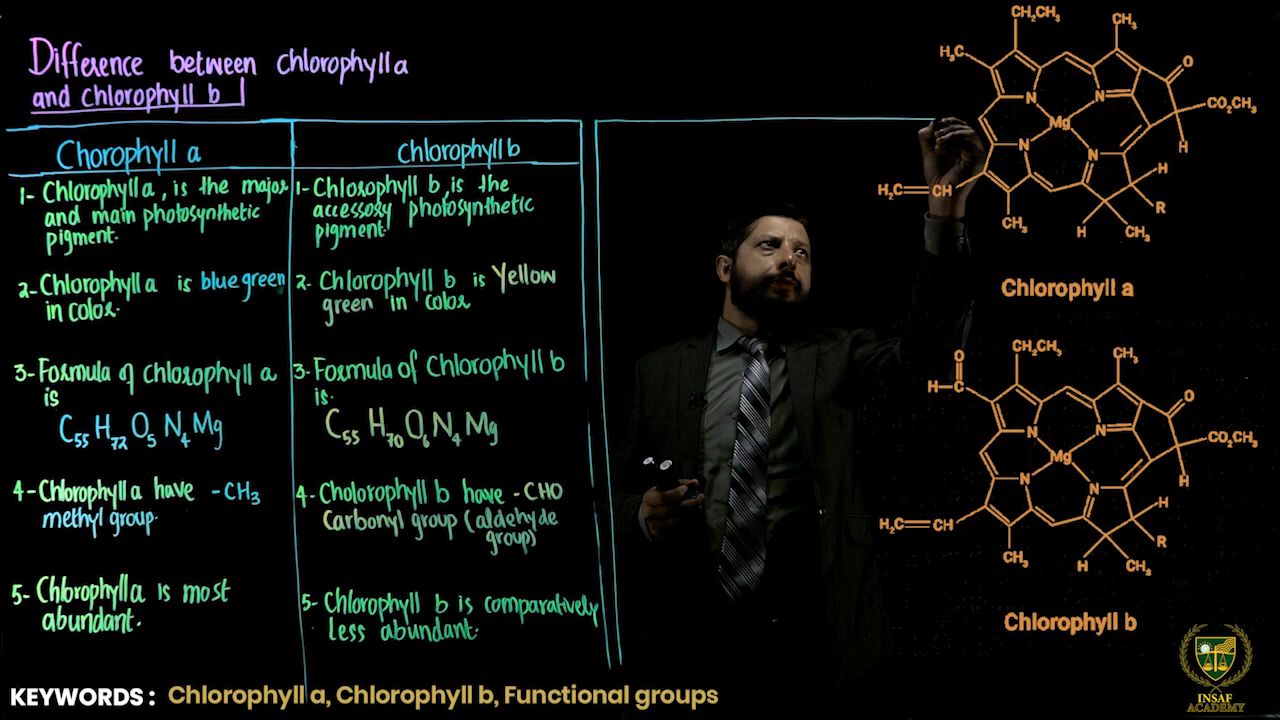 Difference between chlorophyll a
and Chlorophyll b
Chorophyll a
1- Chlorophyll a, is the major
and main photosynthetic
pigment.
2- Chlorophyll a is blue green
in color.
3- Formula of chlorophyll a
is
C₅₅ H₇₂ O₅ N₄ Mg
4- Chlorophyll a have -CH₃
methyl group.
5- Chlorophyll a is most
abundant.
Chlorophyll b
1- Chlorophyll b, is the
accessory photosynthetic
pigment.
2- Chlorophyll b is Yellow
green in color
3- Formula of Chlorophyll b
is.
C₅₅ H₇₀ O₆ N₄ Mg
4- Cholorophyll b have - CHO
Carbonyl group (aldehyde
group)
5- Chlorophyll b is comparatively
less abundant.
CH₂CH₃
CH₃
H₃C
O
N
N
CO₂CH₃
Mg
H
N
N
H
H₂C
CH
R
CH₃
H
CH₃
Chlorophyll a
O
CH₂CH₃
CH₃
H
C
O
N
N
CO₂CH₃
Mg
H
N
N
H
H₂C
CH
R
CH₃
H
CH₃
Chlorophyll b
KEYWORDS : Chlorophyll a, Chlorophyll b, Functional groups
INSAF
ACADEMY